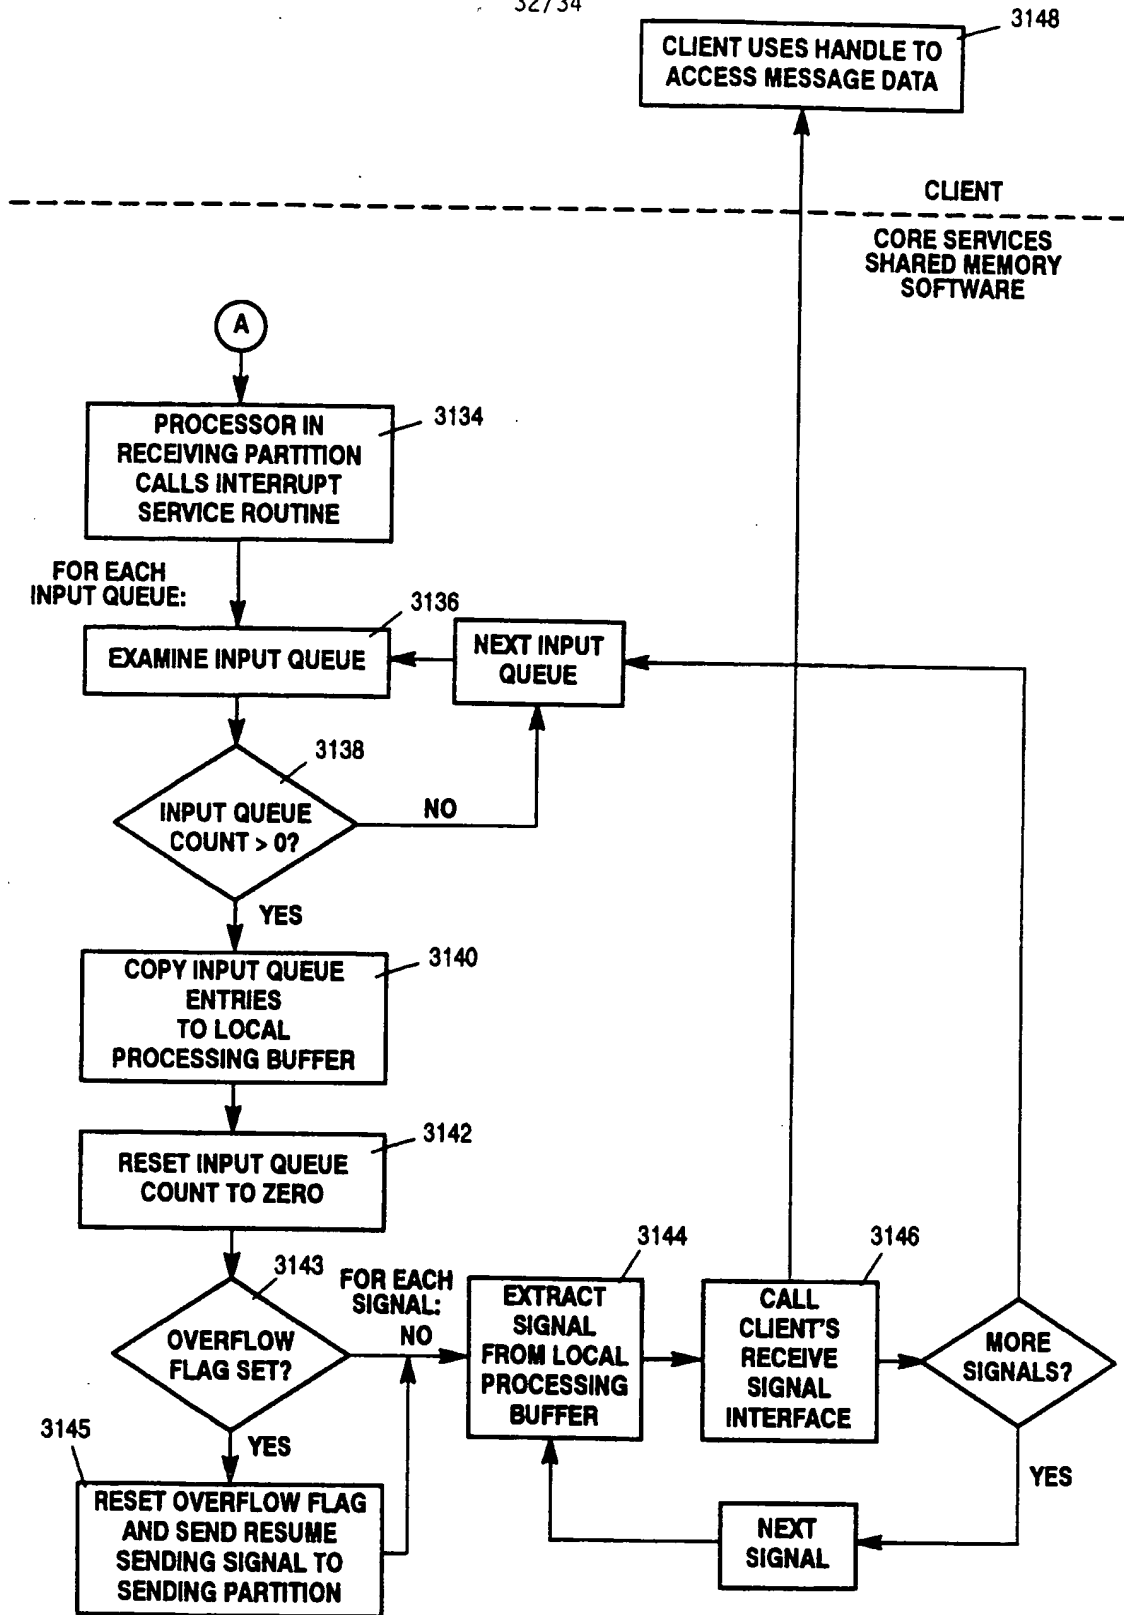 32/34
3148
CLIENT USES HANDLE TO
ACCESS MESSAGE DATA
CLIENT
CORE SERVICES
SHARED MEMORY
SOFTWARE
A
PROCESSOR IN
RECEIVING PARTITION
CALLS INTERRUPT
SERVICE ROUTINE
3134
FOR EACH
INPUT QUEUE:
3136
EXAMINE INPUT QUEUE
NEXT INPUT
QUEUE
3138
INPUT QUEUE
COUNT > 0?
NO
YES
COPY INPUT QUEUE
ENTRIES
TO LOCAL
PROCESSING BUFFER
3140
3142
RESET INPUT QUEUE
COUNT TO ZERO
3143
OVERFLOW
FLAG SET?
FOR EACH
SIGNAL:
NO
YES
3145
RESET OVERFLOW FLAG
AND SEND RESUME
SENDING SIGNAL TO
SENDING PARTITION
3144
EXTRACT
SIGNAL
FROM LOCAL
PROCESSING
BUFFER
3146
CALL
CLIENT'S
RECEIVE
SIGNAL
INTERFACE
MORE
SIGNALS?
YES
NEXT
SIGNAL